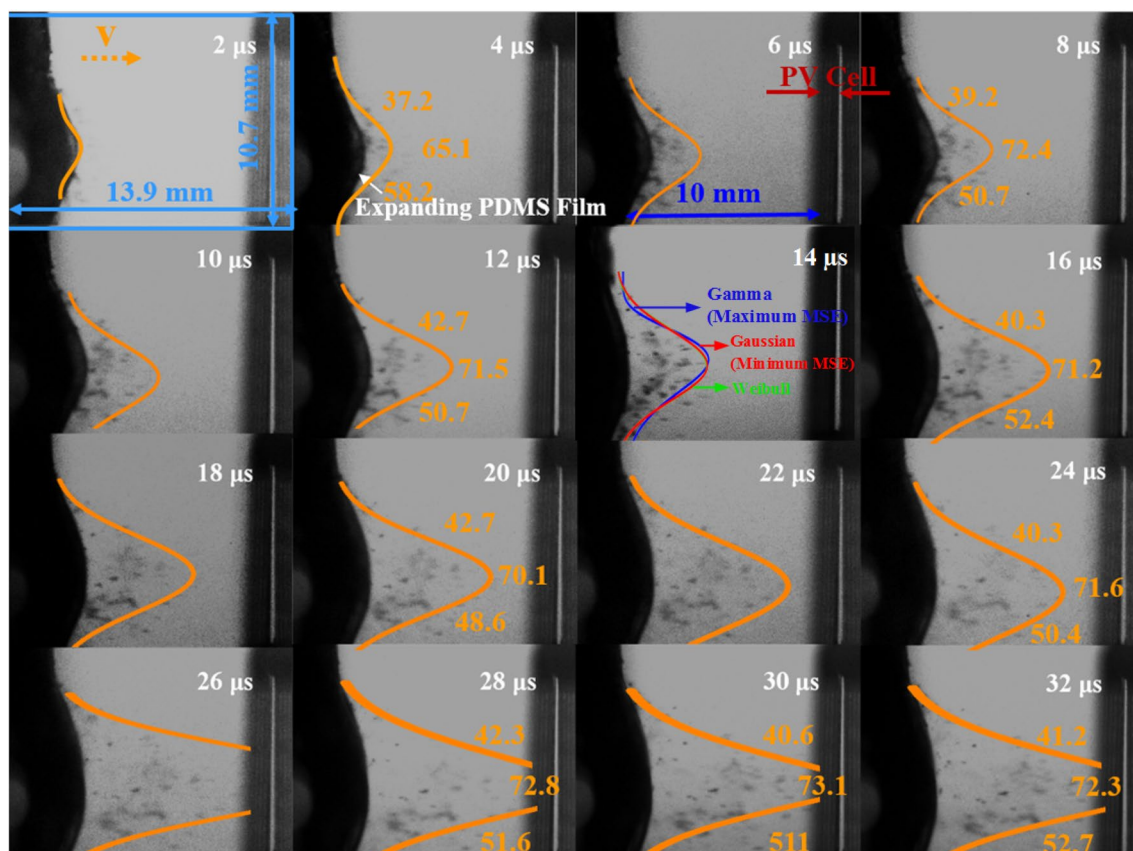 2 μs
V
10.7 mm
13.9 mm
4 μs
37.2
65.1
58.2
Expanding PDMS Film
6 μs
PV Cell
10 mm
8 μs
39.2
72.4
50.7
10 μs
12 μs
42.7
71.5
50.7
14 μs
Gamma
(Maximum MSE)
Gaussian
(Minimum MSE)
Weibull
16 μs
40.3
71.2
52.4
18 μs
20 μs
42.7
70.1
48.6
22 μs
24 μs
40.3
71.6
50.4
26 μs
28 μs
42.3
72.8
51.6
30 μs
40.6
73.1
511
32 μs
41.2
72.3
52.7